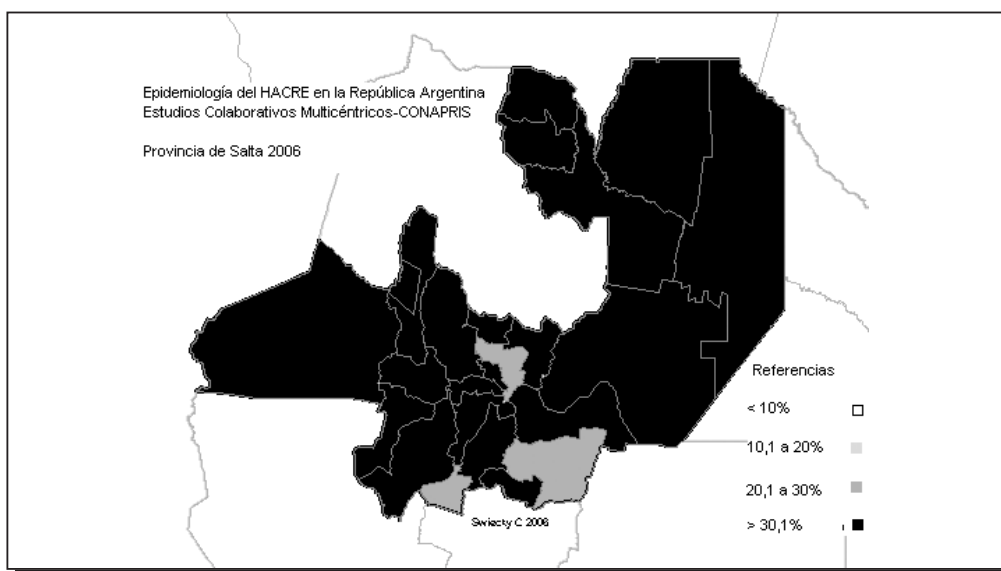 Epidemiología del HACRE en la República Argentina
Estudios Colaborativos Multicéntricos-CONAPRIS
Provincia de Salta 2006
Referencias
< 10%
10,1 a 20%
20,1 a 30%
> 30,1%
Swiecty C 2006